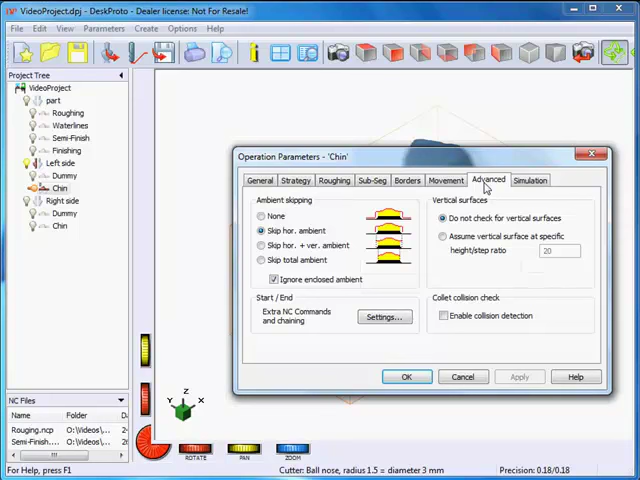 VideoProject.dpj - DeskProto - Dealer license: Not For Resale!
File Edit View Parameters Create Options Help
Project Tree
VideoProject
part
Roughing
Waterlines
Semi-Finish
Finishing
Left side
Dummy
Chin
Right side
Dummy
Chin
Operation Parameters - 'Chin'
General Strategy Roughing Sub-Seg Borders Movement Advanced Simulation
Ambient skipping
None
Skip hor. ambient
Skip hor. + ver. ambient
Skip total ambient
Ignore enclosed ambient
Vertical surfaces
Do not check for vertical surfaces
Assume vertical surface at specific
height/step ratio 20
Start / End
Extra NC Commands
and chaining
Settings...
Collet collision check
Enable collision detection
OK Cancel Apply Help
NC Files
Name Folder Da
Rouging.ncp O:\Videos\ 2-
Semi-Finish.... O:\Videos\ 2-
Z
Y X
ROTATE PAN ZOOM
For Help, press F1
Cutter: Ball nose, radius 1.5 = diameter 3 mm
Precision: 0.18/0.18